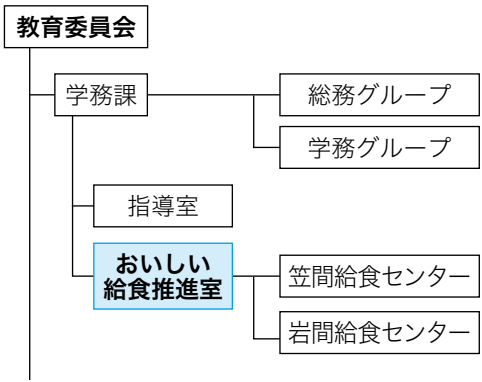 教育委員会
学務課
総務グループ
学務グループ
指導室
おいしい
給食推進室
笠間給食センター
岩間給食センター